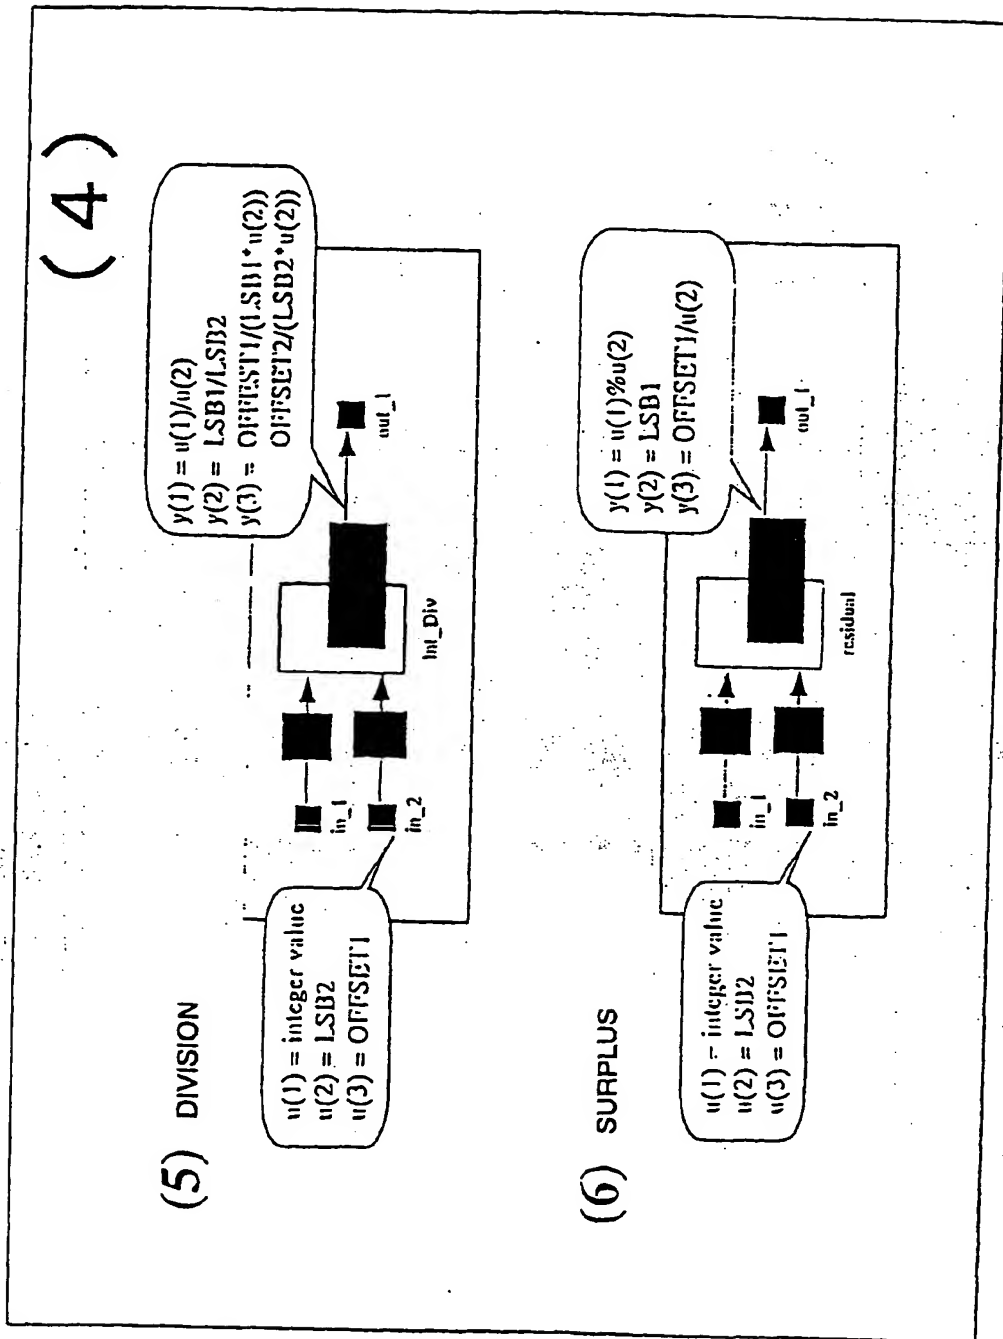 (4)
(5) DIVISION
u(1) = integer value
u(2) = LSB2
u(3) = OFFSET1
in_1
in_2
Int_Div
out_1
y(1) = u(1)/u(2)
y(2) = LSB1/LSB2
y(3) = OFFEST1/(LSB1*u(2))
OFFSET2/(LSB2*u(2))
(6) SURPLUS
u(1) = integer value
u(2) = LSB2
u(3) = OFFSET1
in_1
in_2
residual
out_1
y(1) = u(1)%u(2)
y(2) = LSB1
y(3) = OFFSET1/u(2)